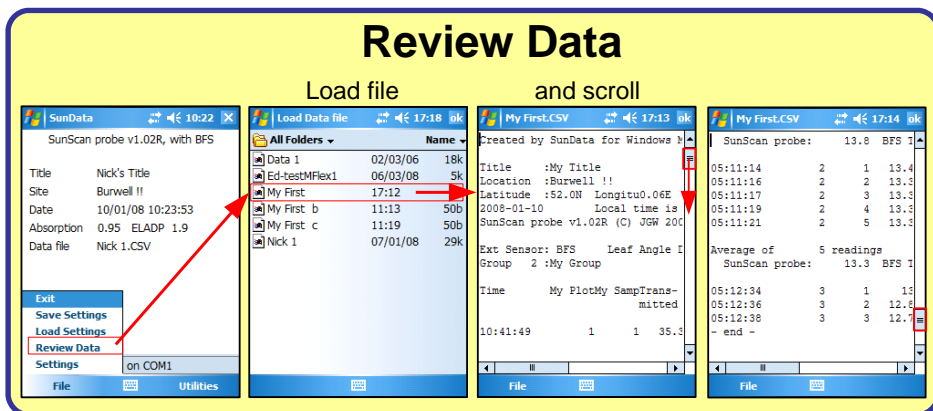 Review Data
Load file
and scroll
SunData 10:22
SunScan probe v1.02R, with BFS
Title Nick's Title
Site Burwell !!
Date 10/01/08 10:23:53
Absorption 0.95 ELADP 1.9
Data file Nick 1.CSV
Exit
Save Settings
Load Settings
Review Data
Settings
on COM1
File Utilities
Load Data file 17:18 ok
All Folders Name
Data 1 02/03/06 18k
Ed-testMFlex1 06/03/08 5k
My First 17:12
My First b 11:13 50b
My First c 11:19 50b
Nick 1 07/01/08 29k
My First.CSV 17:13 ok
Created by SunData for Windows M
Title :My Title
Location :Burwell !!
Latitude :52.0N Longitu0.06E
2008-01-10 Local time is
SunScan probe v1.02R (C) JGW 200
Ext Sensor: BFS Leaf Angle D
Group 2 :My Group
Time My PlotMy SampTrans-
mitted
10:41:49 1 1 35.3
File
My First.CSV 17:14 ok
SunScan probe: 13.8 BFS T
05:11:14 2 1 13.4
05:11:16 2 2 13.3
05:11:17 2 3 13.3
05:11:19 2 4 13.3
05:11:21 2 5 13.3
Average of 5 readings
SunScan probe: 13.3 BFS T
05:12:34 3 1 13
05:12:36 3 2 12.8
05:12:38 3 3 12.7
- end -
File